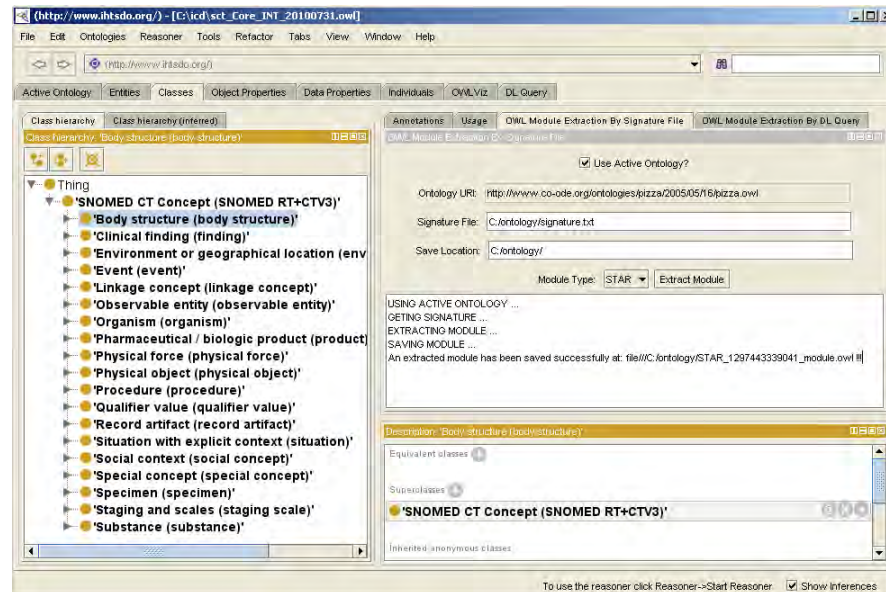 (http://www.ihtsdo.org/) - [C:\icd\sct_Core_INT_20100731.owl]
File Edit Ontologies Reasoner Tools Refactor Tabs View Window Help
(http://www.ihtsdo.org/)
Active Ontology Entities Classes Object Properties Data Properties Individuals OWLViz DL Query
Class hierarchy Class hierarchy (inferred)
Class hierarchy: 'Body structure (body structure)'
Thing
'SNOMED CT Concept (SNOMED RT+CTV3)'
'Body structure (body structure)'
'Clinical finding (finding)'
'Environment or geographical location (env
'Event (event)'
'Linkage concept (linkage concept)'
'Observable entity (observable entity)'
'Organism (organism)'
'Pharmaceutical / biologic product (product)
'Physical force (physical force)'
'Physical object (physical object)'
'Procedure (procedure)'
'Qualifier value (qualifier value)'
'Record artifact (record artifact)'
'Situation with explicit context (situation)'
'Social context (social concept)'
'Special concept (special concept)'
'Specimen (specimen)'
'Staging and scales (staging scale)'
'Substance (substance)'
Annotations Usage OWL Module Extraction By Signature File OWL Module Extraction By DL Query
OWL Module Extraction By Signature File
Use Active Ontology?
Ontology URI: http://www.co-ode.org/ontologies/pizza/2005/05/16/pizza.owl
Signature File: C:/ontology/signature.txt
Save Location: C:/ontology/
Module Type: STAR Extract Module
USING ACTIVE ONTOLOGY ...
GETING SIGNATURE ...
EXTRACTING MODULE ...
SAVING MODULE ...
An extracted module has been saved successfully at: file///C:/ontology/STAR_1297443339041_module.owl !!!
Description: 'Body structure (body structure)'
Equivalent classes
Superclasses
'SNOMED CT Concept (SNOMED RT+CTV3)'
Inherited anonymous classes
To use the reasoner click Reasoner->Start Reasoner Show Inferences